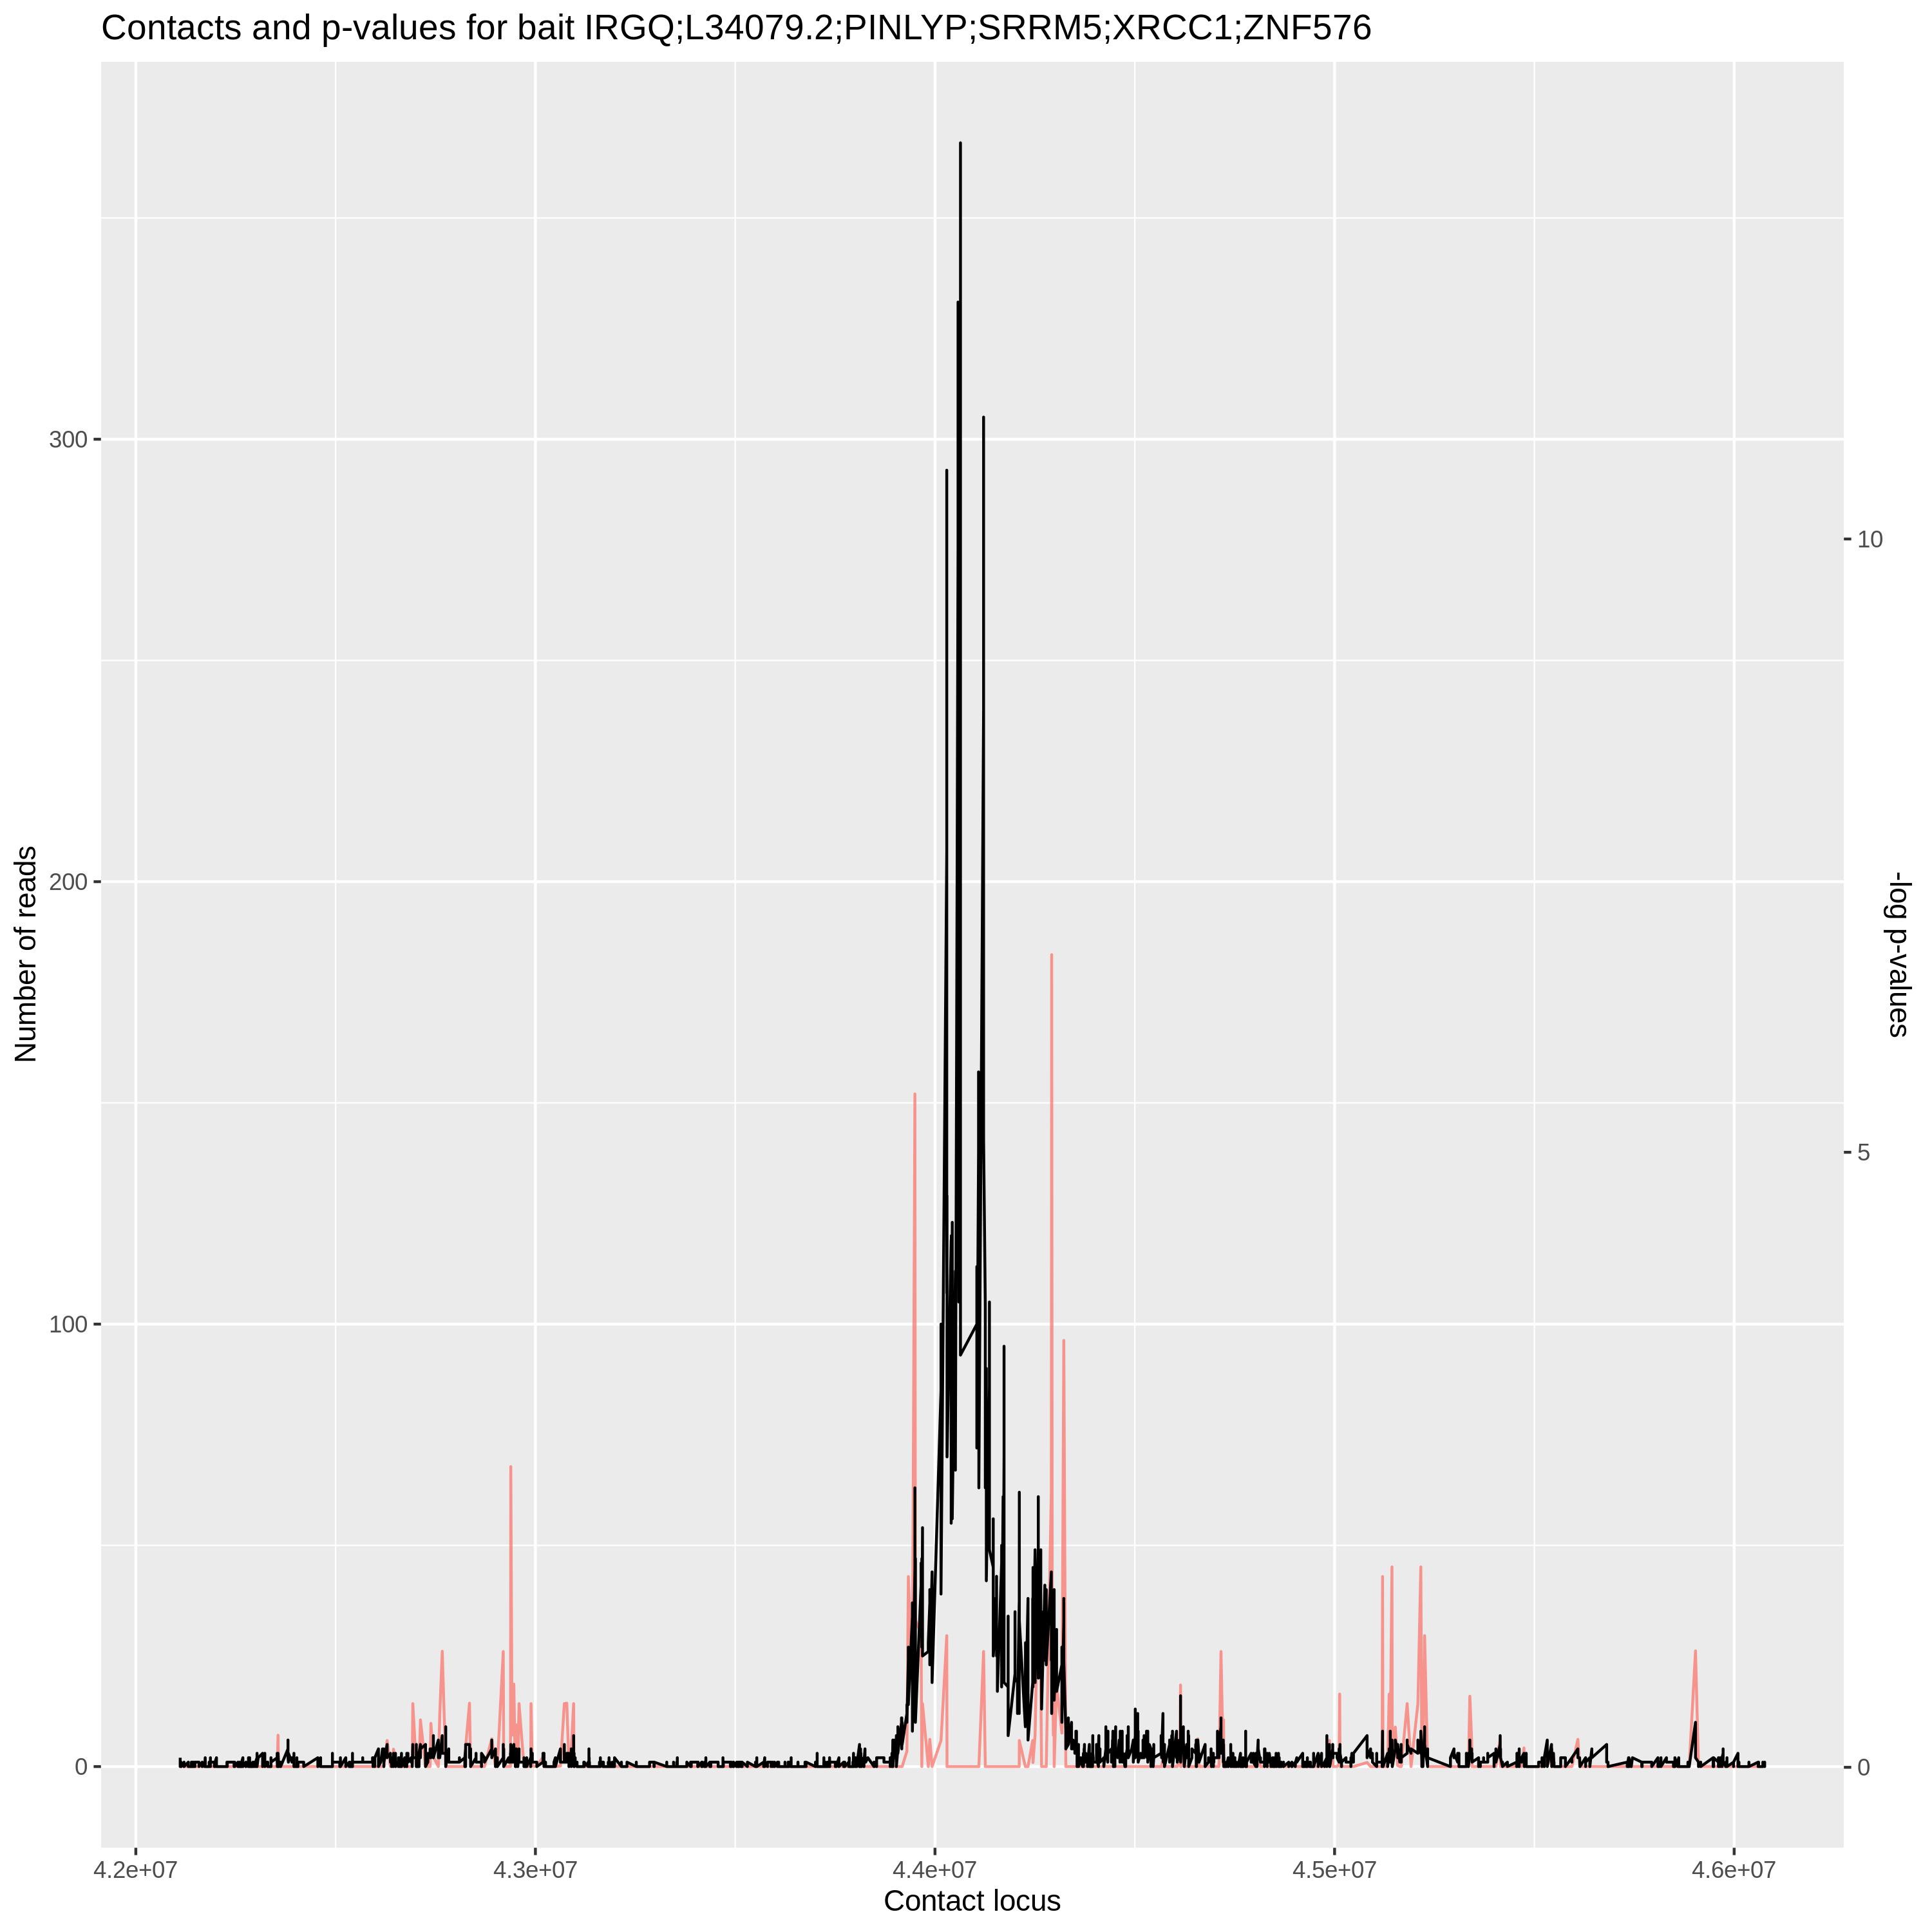 Contacts and p-values for bait IRGQ;L34079.2;PINLYP;SRRM5;XRCC1;ZNF576
Number of reads
300
200
100
0
10
5
0
-log p-values
4.2e+07 4.3e+07 4.4e+07 4.5e+07 4.6e+07
Contact locus